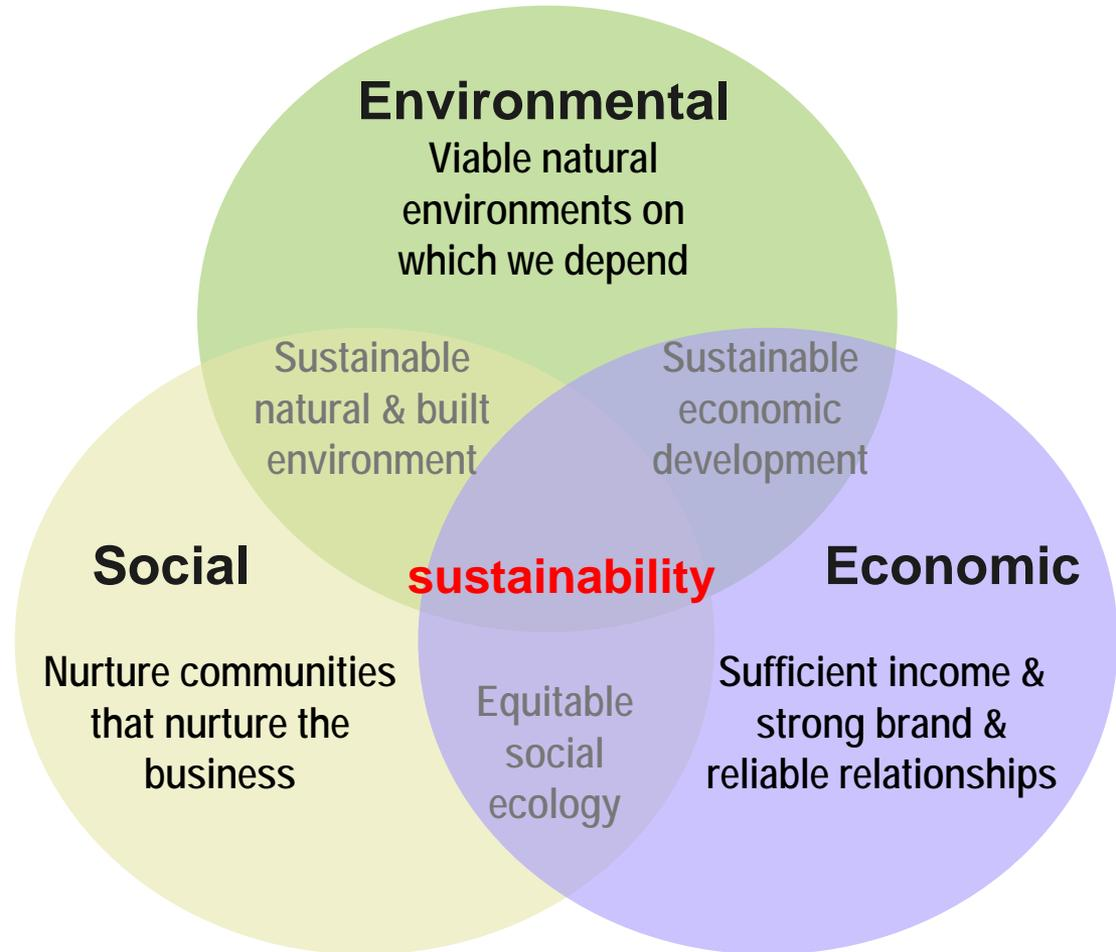 Environmental
Viable natural
environments on
which we depend
Sustainable
natural & built
environment
Sustainable
economic
development
Social
sustainability
Economic
Nurture communities
that nurture the
business
Equitable
social
ecology
Sufficient income &
strong brand &
reliable relationships